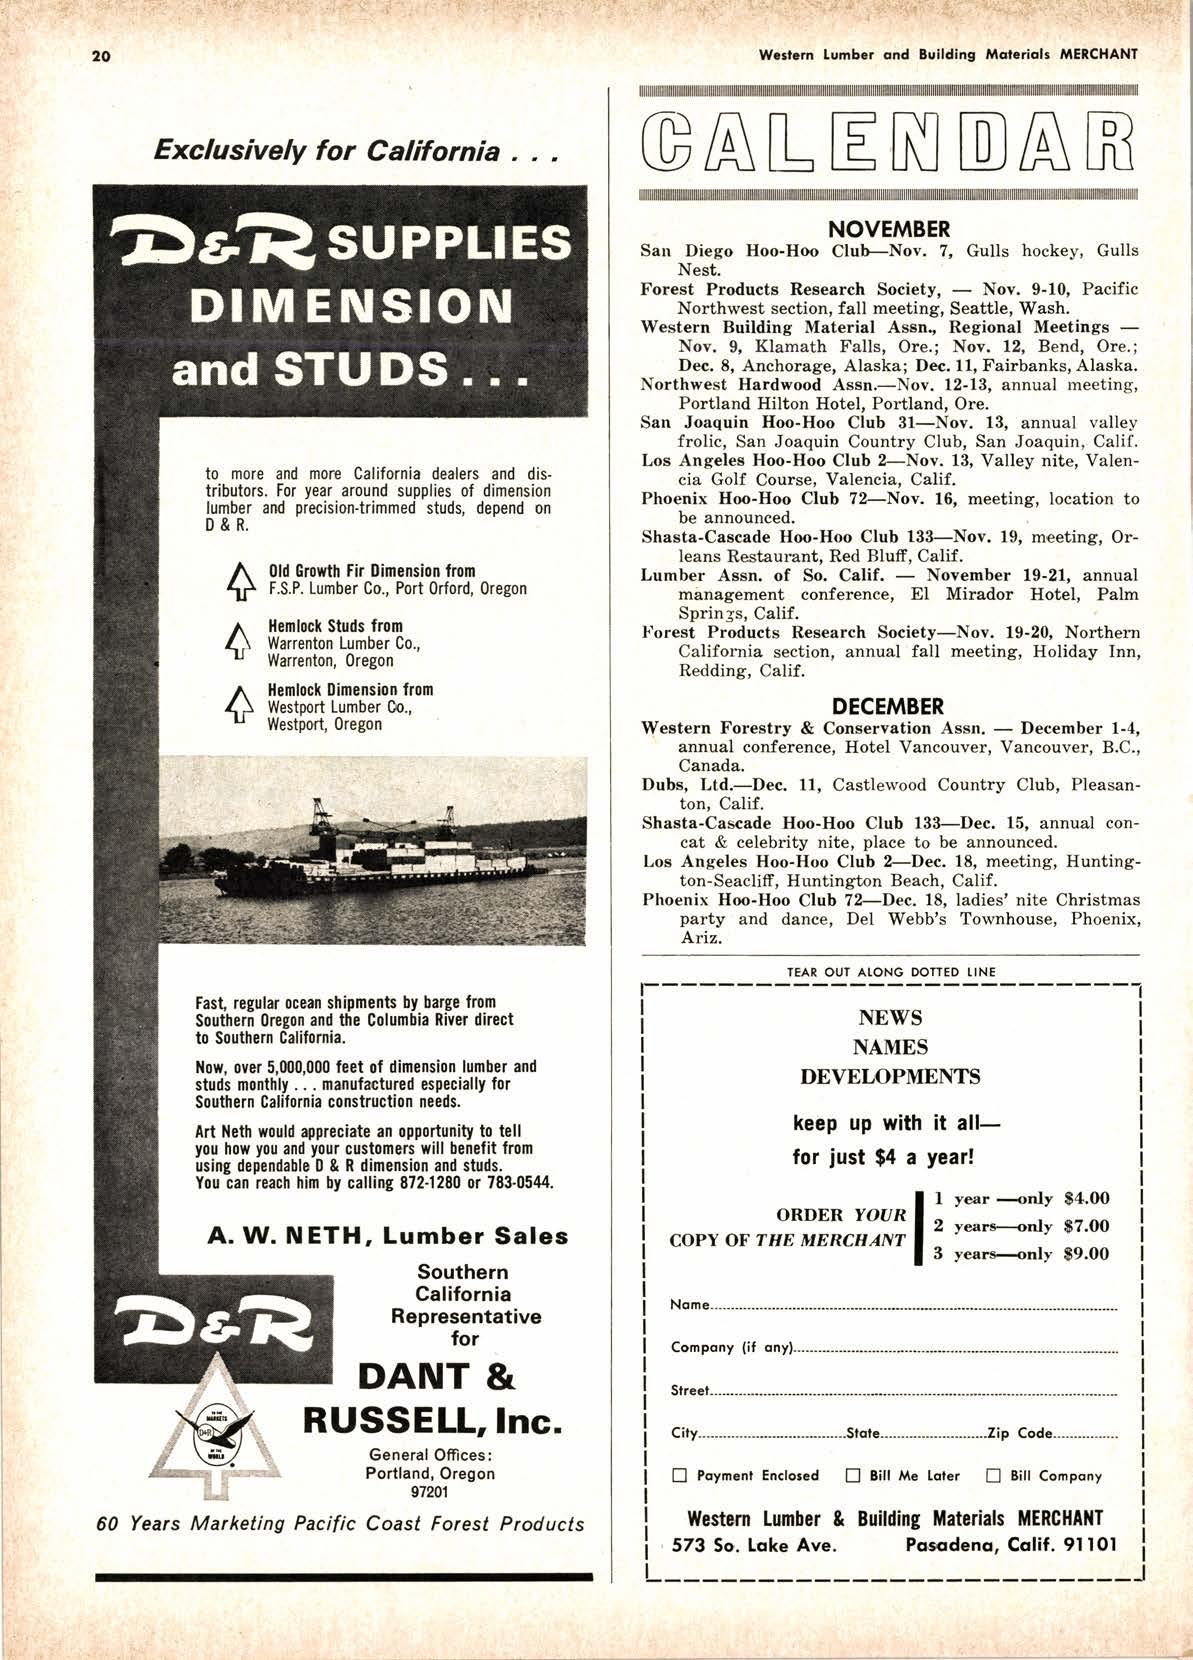 20
Western Lumber and Building Materials MERCHANT
Exclusively for California . . .
D&R SUPPLIES
DIMENSION
and STUDS . . .
to more and more California dealers and dis-
tributors. For year around supplies of dimension
lumber and precision-trimmed studs, depend on
D & R.
Old Growth Fir Dimension from
F.S.P. Lumber Co., Port Orford, Oregon
Hemlock Studs from
Warrenton Lumber Co.,
Warrenton, Oregon
Hemlock Dimension from
Westport Lumber Co.,
Westport, Oregon
Fast, regular ocean shipments by barge from
Southern Oregon and the Columbia River direct
to Southern California.
Now, over 5,000,000 feet of dimension lumber and
studs monthly . . . manufactured especially for
Southern California construction needs.
Art Neth would appreciate an opportunity to tell
you how you and your customers will benefit from
using dependable D & R dimension and studs.
You can reach him by calling 872-1280 or 783-0544.
A. W. NETH, Lumber Sales
Southern
California
Representative
for
D&R
DANT &
RUSSELL, Inc.
TO THE
MARKETS
D+R
OF THE
WORLD
General Offices:
Portland, Oregon
97201
60 Years Marketing Pacific Coast Forest Products
CALENDAR
NOVEMBER
San Diego Hoo-Hoo Club—Nov. 7, Gulls hockey, Gulls
Nest.
Forest Products Research Society, — Nov. 9-10, Pacific
Northwest section, fall meeting, Seattle, Wash.
Western Building Material Assn., Regional Meetings —
Nov. 9, Klamath Falls, Ore.; Nov. 12, Bend, Ore.;
Dec. 8, Anchorage, Alaska; Dec. 11, Fairbanks, Alaska.
Northwest Hardwood Assn.—Nov. 12-13, annual meeting,
Portland Hilton Hotel, Portland, Ore.
San Joaquin Hoo-Hoo Club 31—Nov. 13, annual valley
frolic, San Joaquin Country Club, San Joaquin, Calif.
Los Angeles Hoo-Hoo Club 2—Nov. 13, Valley nite, Valen-
cia Golf Course, Valencia, Calif.
Phoenix Hoo-Hoo Club 72—Nov. 16, meeting, location to
be announced.
Shasta-Cascade Hoo-Hoo Club 133—Nov. 19, meeting, Or-
leans Restaurant, Red Bluff, Calif.
Lumber Assn. of So. Calif. — November 19-21, annual
management conference, El Mirador Hotel, Palm
Springs, Calif.
Forest Products Research Society—Nov. 19-20, Northern
California section, annual fall meeting, Holiday Inn,
Redding, Calif.
DECEMBER
Western Forestry & Conservation Assn. — December 1-4,
annual conference, Hotel Vancouver, Vancouver, B.C.,
Canada.
Dubs, Ltd.—Dec. 11, Castlewood Country Club, Pleasan-
ton, Calif.
Shasta-Cascade Hoo-Hoo Club 133—Dec. 15, annual con-
cat & celebrity nite, place to be announced.
Los Angeles Hoo-Hoo Club 2—Dec. 18, meeting, Hunting-
ton-Seacliff, Huntington Beach, Calif.
Phoenix Hoo-Hoo Club 72—Dec. 18, ladies' nite Christmas
party and dance, Del Webb's Townhouse, Phoenix,
Ariz.
TEAR OUT ALONG DOTTED LINE
NEWS
NAMES
DEVELOPMENTS
keep up with it all—
for just $4 a year!
ORDER YOUR
COPY OF THE MERCHANT
1 year —only $4.00
2 years—only $7.00
3 years—only $9.00
Name
Company (if any)
Street
City State Zip Code
☐ Payment Enclosed ☐ Bill Me Later ☐ Bill Company
Western Lumber & Building Materials MERCHANT
573 So. Lake Ave. Pasadena, Calif. 91101